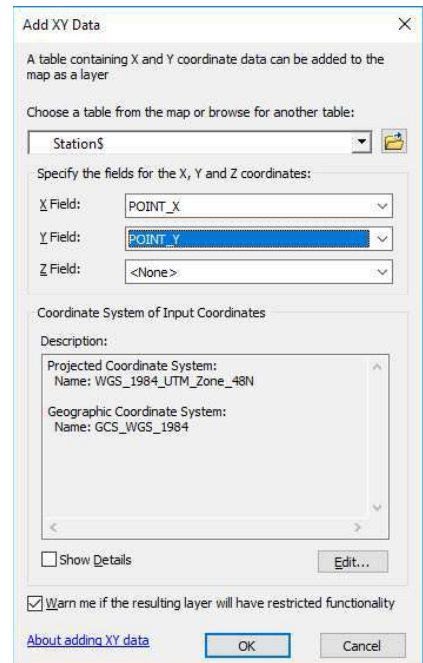 Add XY Data
A table containing X and Y coordinate data can be added to the
map as a layer
Choose a table from the map or browse for another table:
Station$
Specify the fields for the X, Y and Z coordinates:
X Field: POINT_X
Y Field: POINT_Y
Z Field: <None>
Coordinate System of Input Coordinates
Description:
Projected Coordinate System:
Name: WGS_1984_UTM_Zone_48N
Geographic Coordinate System:
Name: GCS_WGS_1984
Show Details Edit...
Warn me if the resulting layer will have restricted functionality
About adding XY data OK Cancel